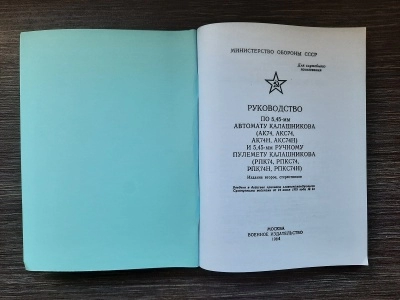 МИНИСТЕРСТВО ОБОРОНЫ СССР
Для служебного
пользования
РУКОВОДСТВО
ПО 5,45-мм
АВТОМАТУ КАЛАШНИКОВА
(АК74, АКС74,
АК74Н, АКС74Н)
И 5,45-мм РУЧНОМУ
ПУЛЕМЕТУ КАЛАШНИКОВА
(РПК74, РПКС74,
РПК74Н, РПКС74Н)
Издание второе,
МОСКВА
ВОЕННОЕ ИЗДАТЕЛЬСТВО